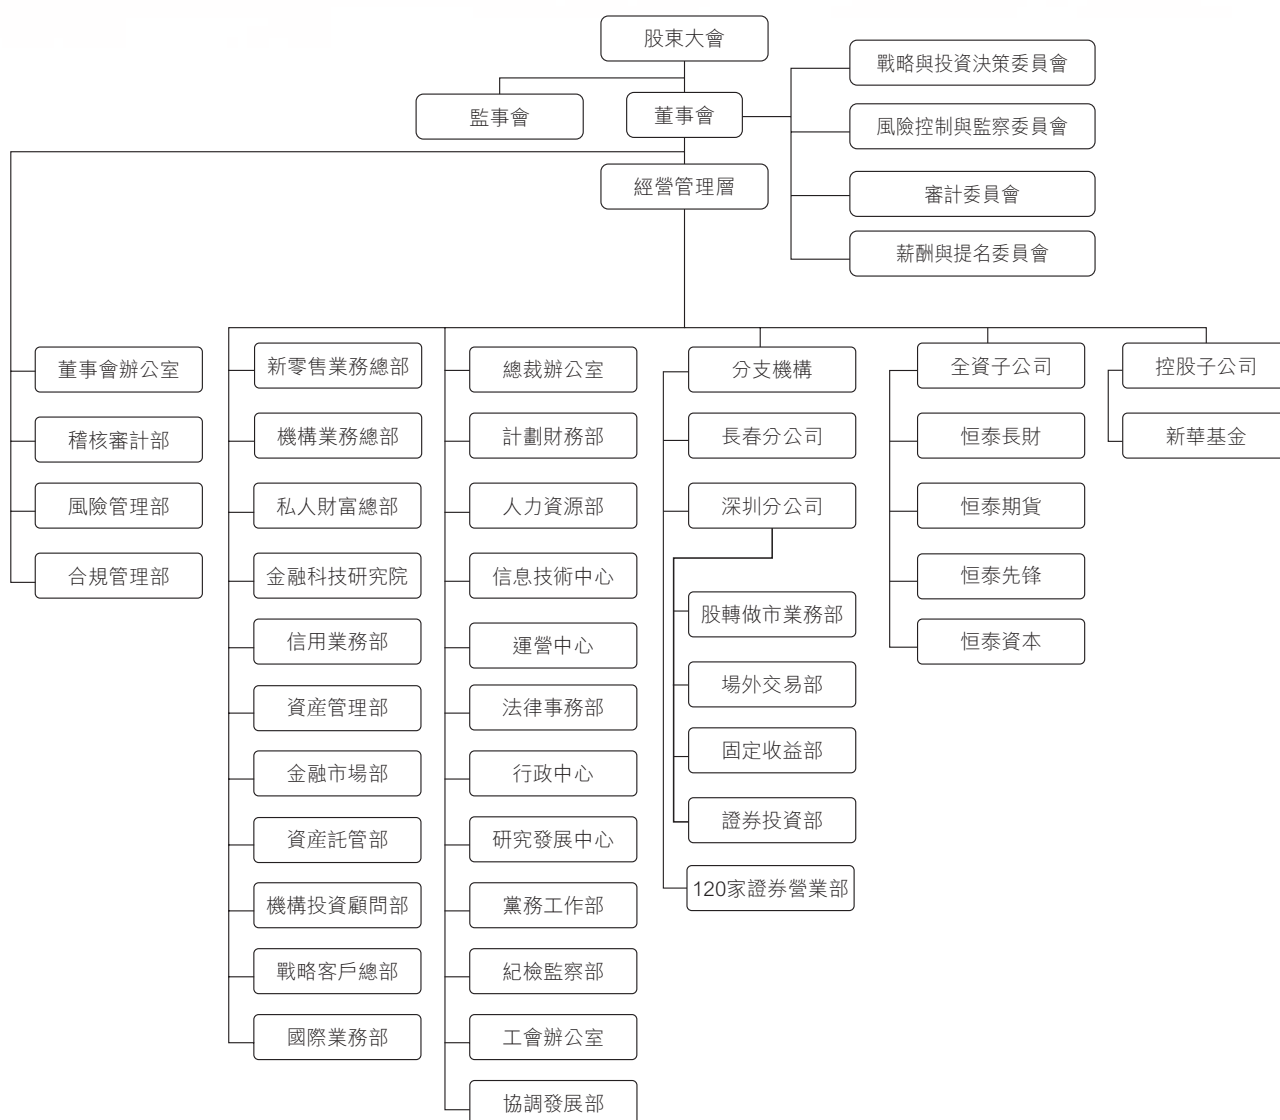 股東大會
監事會
董事會
戰略與投資決策委員會
風險控制與監察委員會
審計委員會
薪酬與提名委員會
經營管理層
董事會辦公室
稽核審計部
風險管理部
合規管理部
新零售業務總部
機構業務總部
私人財富總部
金融科技研究院
信用業務部
資産管理部
金融市場部
資産託管部
機構投資顧問部
戰略客戶總部
國際業務部
總裁辦公室
計劃財務部
人力資源部
信息技術中心
運營中心
法律事務部
行政中心
研究發展中心
黨務工作部
紀檢監察部
工會辦公室
協調發展部
分支機構
長春分公司
深圳分公司
股轉做市業務部
場外交易部
固定收益部
證券投資部
120家證券營業部
全資子公司
恒泰長財
恒泰期貨
恒泰先锋
恒泰資本
控股子公司
新華基金